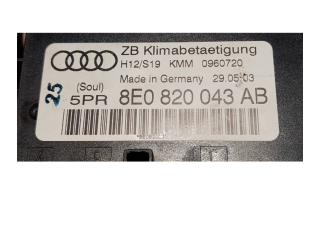 ZB Klimabetaetigung
H12/S19 KMM 0960720
Made in Germany 29.05.03
(Soul)
25 5PR 8E0 820 043 AB